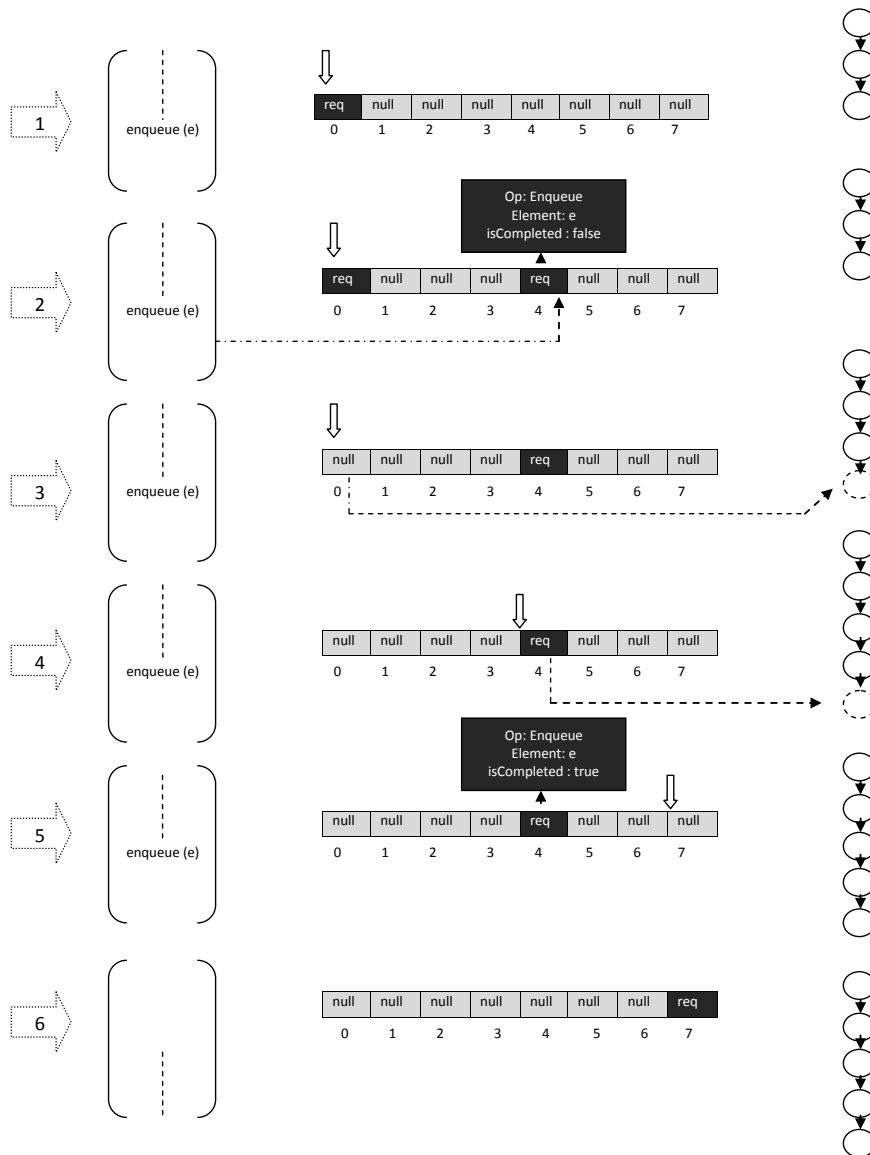 req null null null null null null null
1
enqueue (e)
0 1 2 3 4 5 6 7
Op: Enqueue
Element: e
isCompleted : false
req null null null req null null null
2
enqueue (e)
0 1 2 3 4 5 6 7
null null null null req null null null
3
enqueue (e)
0 1 2 3 4 5 6 7
null null null null req null null null
4
enqueue (e)
0 1 2 3 4 5 6 7
Op: Enqueue
Element: e
isCompleted : true
null null null null req null null null
5
enqueue (e)
0 1 2 3 4 5 6 7
null null null null null null null req
6
0 1 2 3 4 5 6 7